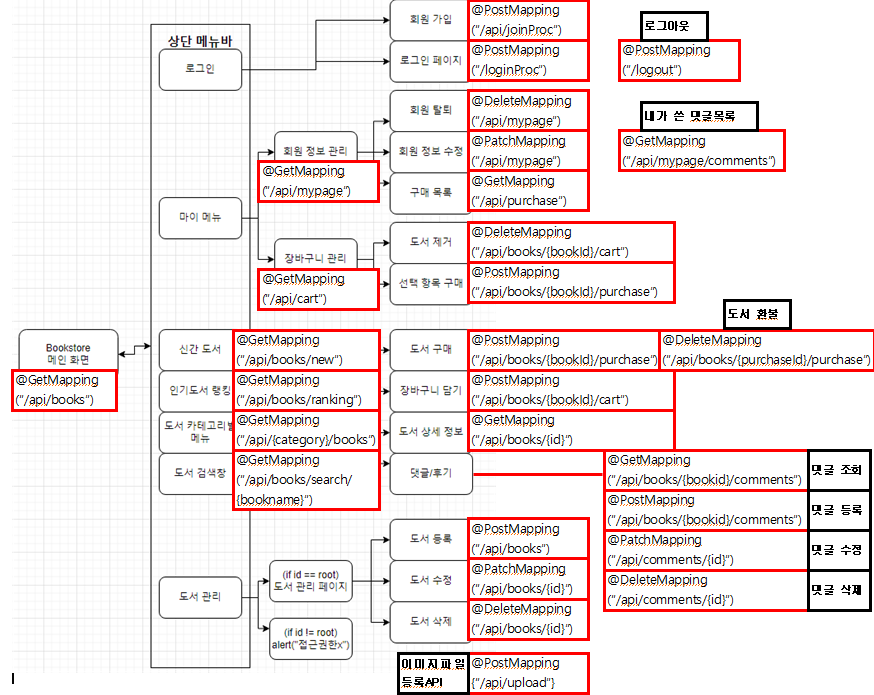 상단 메뉴바
로그인
회원 가입
@PostMapping
("/api/joinProc")
로그인 페이지
@PostMapping
("/loginProc")
로그아웃
@PostMapping
("/logout")
마이 메뉴
회원 정보 관리
@GetMapping
("/api/mypage")
회원 탈퇴
@DeleteMapping
("/api/mypage")
회원 정보 수정
@PatchMapping
("/api/mypage")
구매 목록
@GetMapping
("/api/purchase")
내가 쓴 댓글목록
@GetMapping
("/api/mypage/comments")
장바구니 관리
@GetMapping
("/api/cart")
도서 제거
@DeleteMapping
("/api/books/{bookId}/cart")
선택 항목 구매
@PostMapping
("/api/books/{bookId}/purchase")
Bookstore
메인 화면
@GetMapping
("/api/books")
신간 도서
@GetMapping
("/api/books/new")
인기도서 랭킹
@GetMapping
("/api/books/ranking")
도서 카테고리별
메뉴
@GetMapping
("/api/{category}/books")
도서 검색창
@GetMapping
("/api/books/search/
{bookname}")
도서 구매
@PostMapping
("/api/books/{bookId}/purchase")
도서 환불
@DeleteMapping
("/api/books/{purchaseId}/purchase")
장바구니 담기
@PostMapping
("/api/books/{bookId}/cart")
도서 상세 정보
@GetMapping
("/api/books/{id}")
댓글/후기
@GetMapping
("/api/books/{bookid}/comments")
댓글 조회
@PostMapping
("/api/books/{bookid}/comments")
댓글 등록
@PatchMapping
("/api/comments/{id}")
댓글 수정
@DeleteMapping
("/api/comments/{id}")
댓글 삭제
도서 관리
(if id == root)
도서 관리 페이지
(if id != root)
alert("접근권한x")
도서 등록
@PostMapping
("/api/books")
도서 수정
@PatchMapping
("/api/books/{id}")
도서 삭제
@DeleteMapping
("/api/books/{id}")
이미지파일
등록API
@PostMapping
{"/api/upload"}